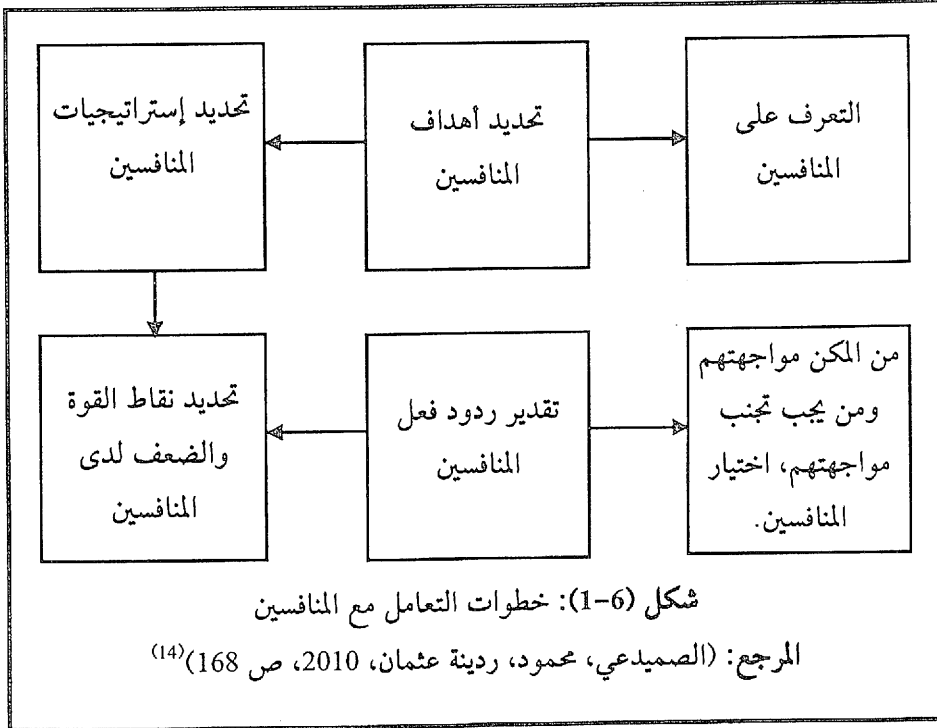 التعرف على
المنافسين
تحديد أهداف
المنافسين
تحديد إستراتيجيات
المنافسين
من المكن مواجهتهم
ومن يجب تجنب
مواجهتهم، اختيار
المنافسين.
تقدير ردود فعل
المنافسين
تحديد نقاط القوة
والضعف لدى
المنافسين
شكل (6-1): خطوات التعامل مع المنافسين
المرجع: (الصميدعي، محمود، ردينة عثمان، 2010، ص 168)(14)